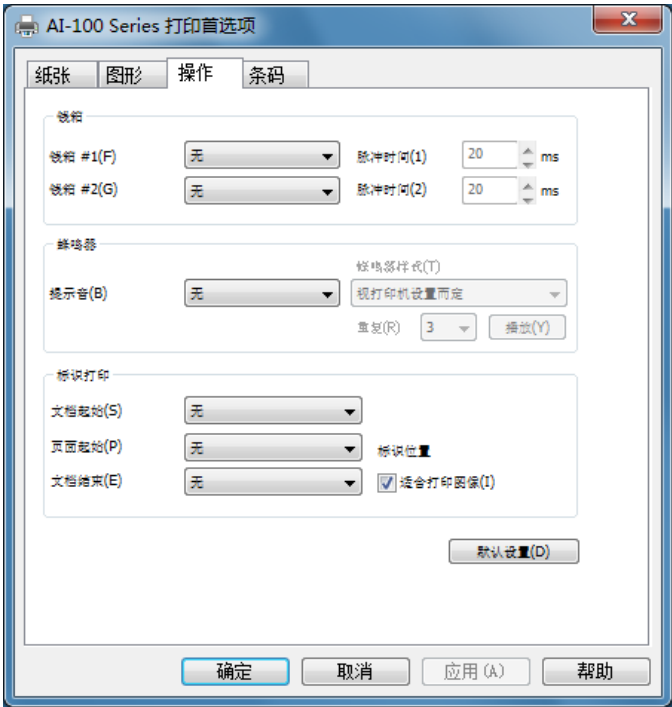 AI-100 Series 打印首选项
纸张 图形 操作 条码
钱箱
钱箱 #1(F) 无 脉冲时间(1) 20 ms
钱箱 #2(G) 无 脉冲时间(2) 20 ms
蜂鸣器
蜂鸣器样式(T)
提示音(B) 无 视打印机设置而定
重复(R) 3 播放(Y)
标识打印
文档起始(S) 无
页面起始(P) 无 标识位置
文档结束(E) 无 适合打印图像(I)
默认设置(D)
确定 取消 应用(A) 帮助